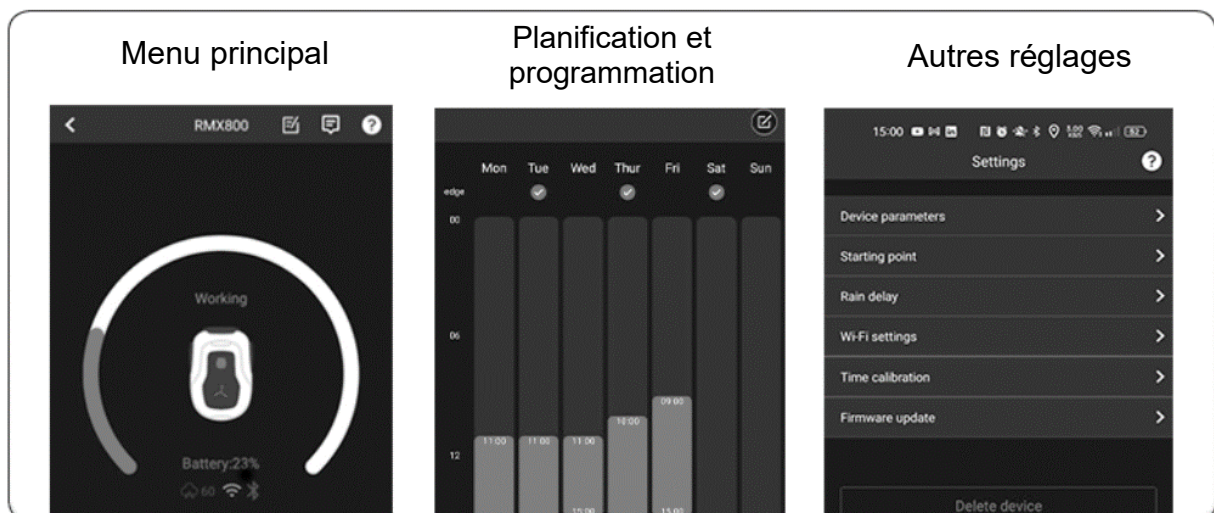 Menu principal
RMX800
?
Working
Battery:23%
60
Planification et
programmation
Mon Tue Wed Thur Fri Sat Sun
edge
00
06
09:00
10:00
11:00 11:00 11:00
12
15:00 15:00
Autres réglages
15:00
Settings
?
Device parameters
Starting point
Rain delay
Wi-Fi settings
Time calibration
Firmware update
Delete device